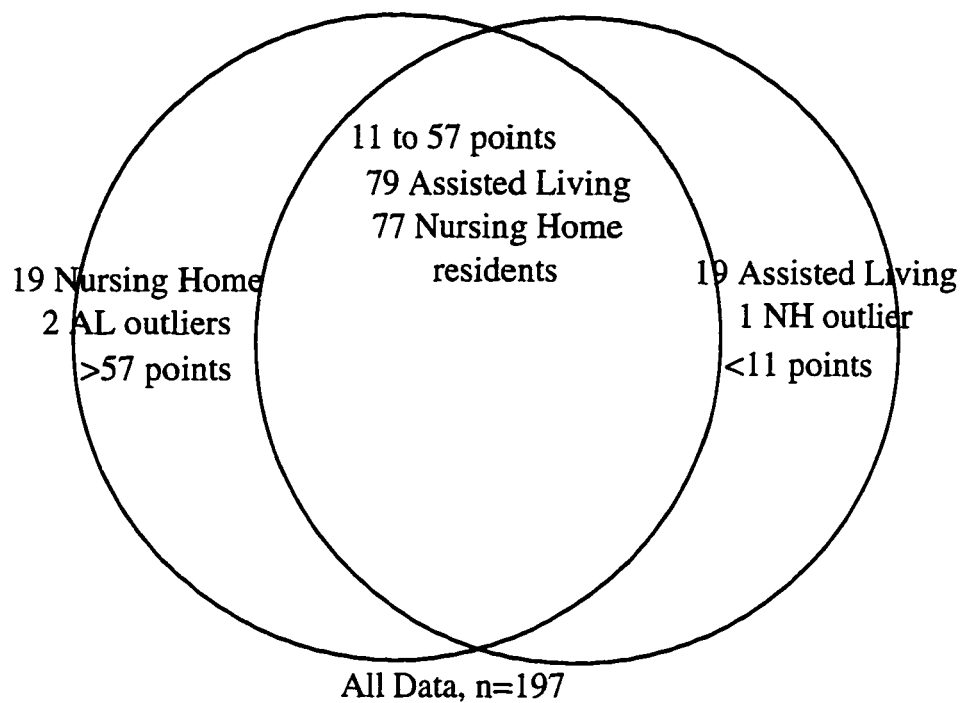 11 to 57 points
79 Assisted Living
77 Nursing Home
residents
19 Nursing Home
2 AL outliers
>57 points
19 Assisted Living
1 NH outlier
<11 points
All Data, n=197